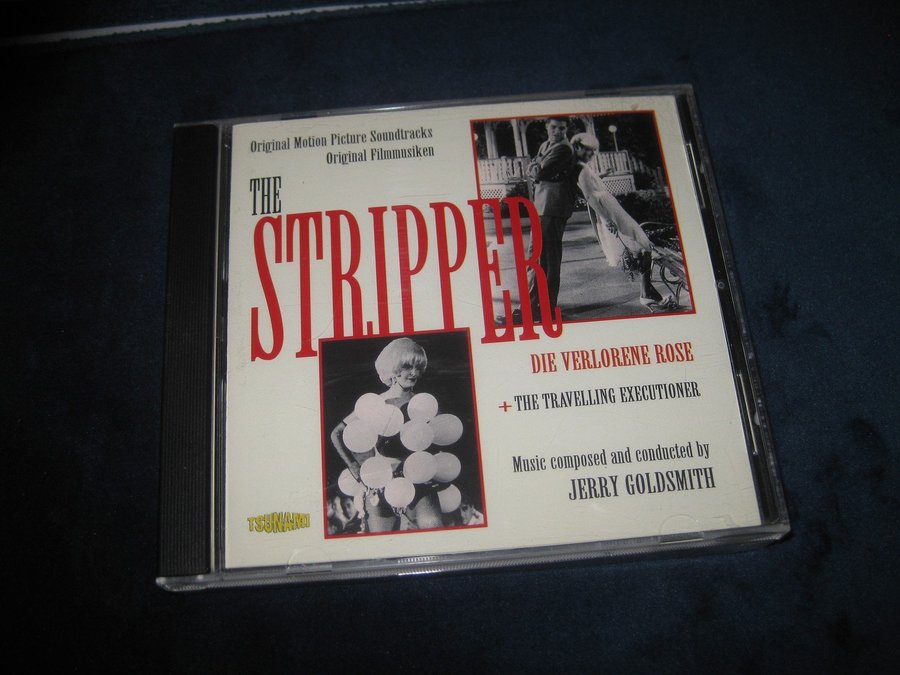 Original Motion Picture Soundtracks
Original Filmmusiken
THE
STRIPPER
DIE VERLORENE ROSE
+ THE TRAVELLING EXECUTIONER
Music composed and conducted by
JERRY GOLDSMITH
TSUNAMI